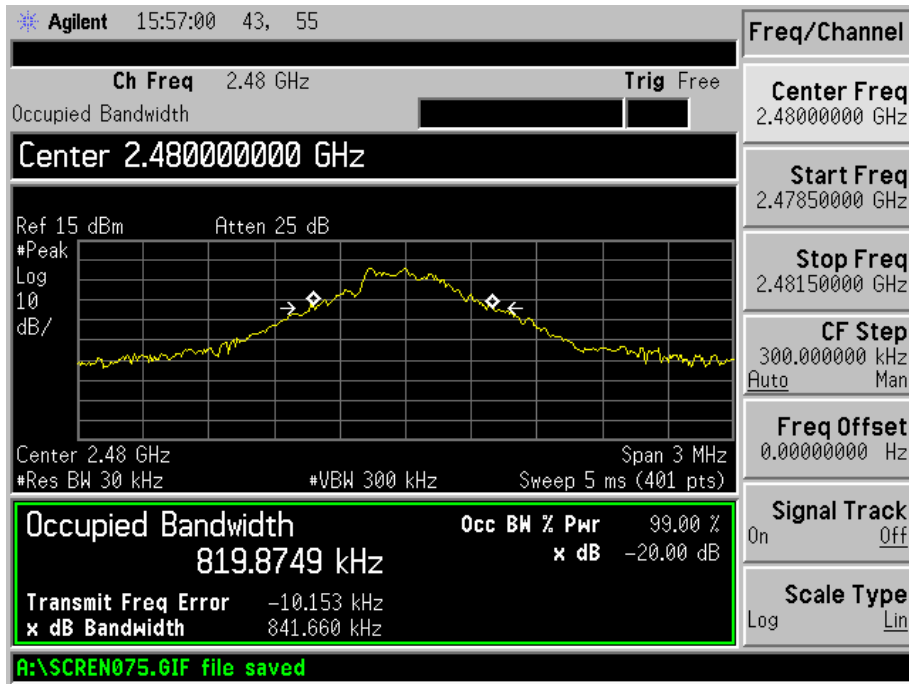 Agilent 15:57:00 43, 55
Ch Freq 2.48 GHz Trig Free
Occupied Bandwidth
Center 2.480000000 GHz
Ref 15 dBm Atten 25 dB
#Peak
Log
10
dB/
Center 2.48 GHz Span 3 MHz
#Res BW 30 kHz #VBW 300 kHz Sweep 5 ms (401 pts)
Occupied Bandwidth Occ BW % Pwr 99.00 %
819.8749 kHz x dB -20.00 dB
Transmit Freq Error -10.153 kHz
x dB Bandwidth 841.660 kHz
A:\SCREN075.GIF file saved
Freq/Channel
Center Freq
2.48000000 GHz
Start Freq
2.47850000 GHz
Stop Freq
2.48150000 GHz
CF Step
300.000000 kHz
Auto Man
Freq Offset
0.00000000 Hz
Signal Track
On Off
Scale Type
Log Lin